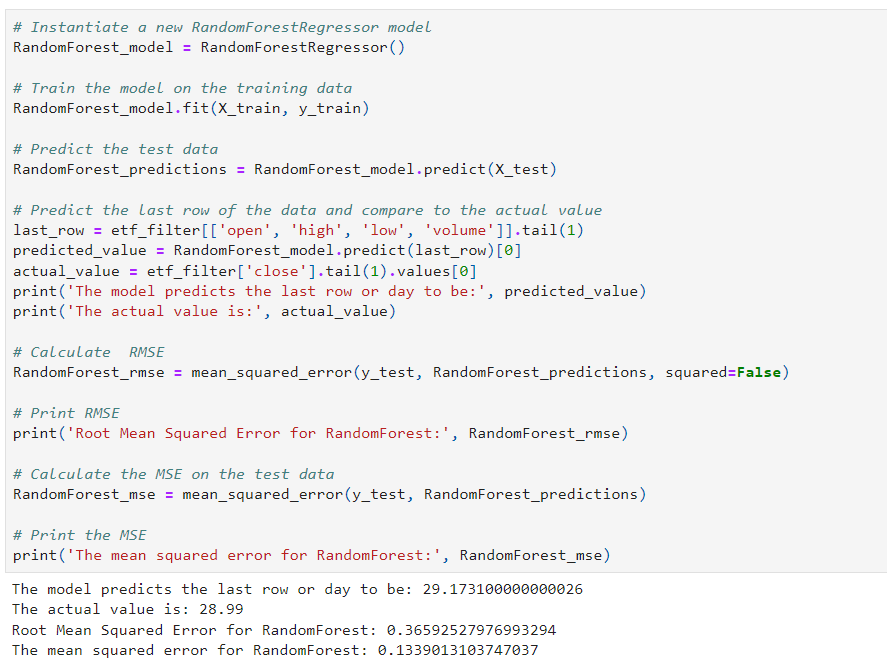 # Instantiate a new RandomForestRegressor model
RandomForest_model = RandomForestRegressor()
# Train the model on the training data
RandomForest_model.fit(X_train, y_train)
# Predict the test data
RandomForest_predictions = RandomForest_model.predict(X_test)
# Predict the last row of the data and compare to the actual value
last_row = etf_filter[['open', 'high', 'low', 'volume']].tail(1)
predicted_value = RandomForest_model.predict(last_row)[0]
actual_value = etf_filter['close'].tail(1).values[0]
print('The model predicts the last row or day to be:', predicted_value)
print('The actual value is:', actual_value)
# Calculate  RMSE
RandomForest_rmse = mean_squared_error(y_test, RandomForest_predictions, squared=False)
# Print RMSE
print('Root Mean Squared Error for RandomForest:', RandomForest_rmse)
# Calculate the MSE on the test data
RandomForest_mse = mean_squared_error(y_test, RandomForest_predictions)
# Print the MSE
print('The mean squared error for RandomForest:', RandomForest_mse)
The model predicts the last row or day to be: 29.173100000000026
The actual value is: 28.99
Root Mean Squared Error for RandomForest: 0.36592527976993294
The mean squared error for RandomForest: 0.1339013103747037